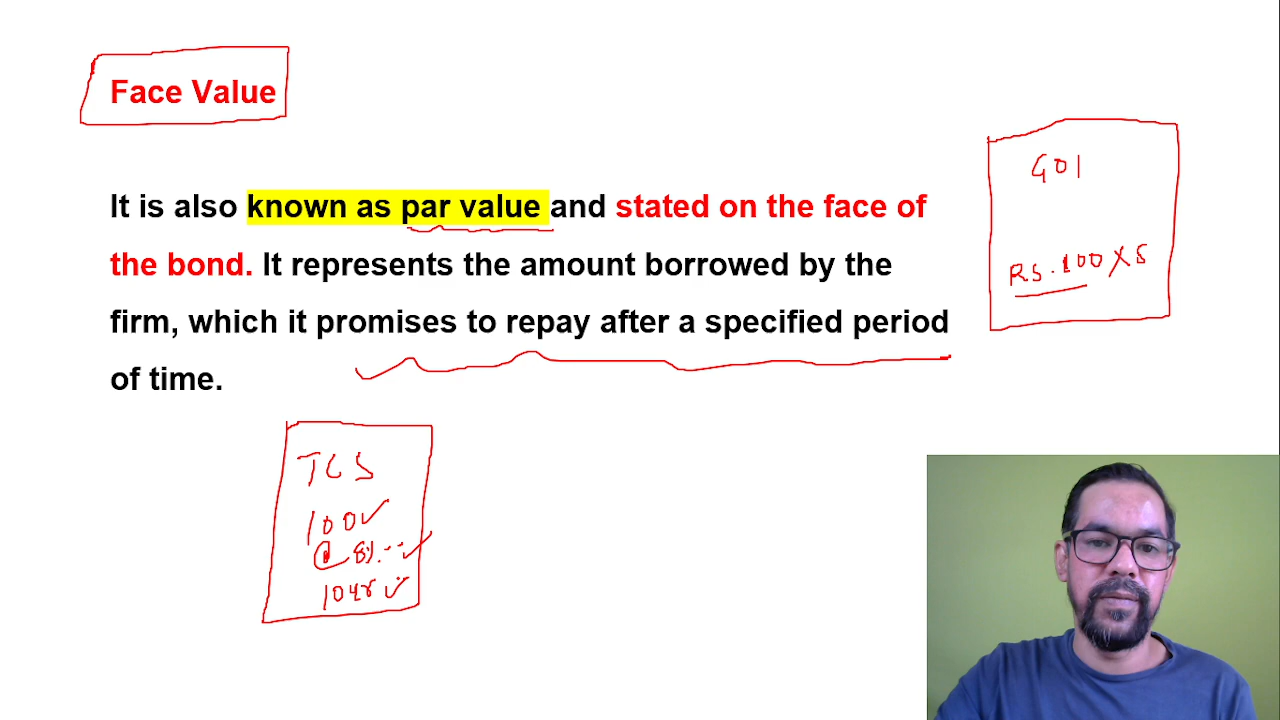 Face Value
It is also known as par value and stated on the face of
the bond. It represents the amount borrowed by the
firm, which it promises to repay after a specified period
of time.
GOI
RS. 100 X 5
TCS
100
@ 8%
10yr